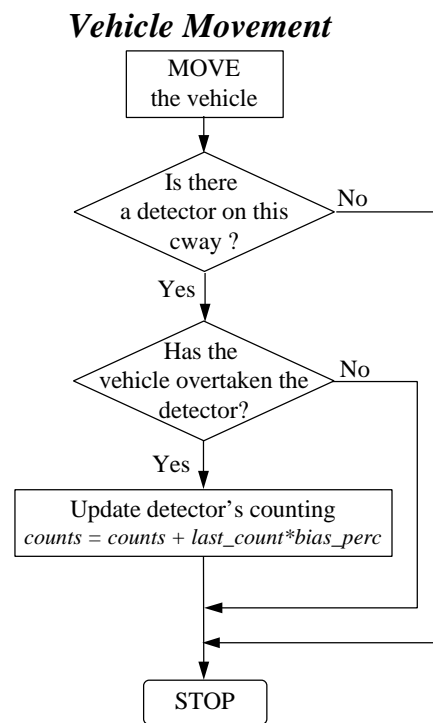 Vehicle Movement
MOVE
the vehicle
Is there
a detector on this
cway ?
No
Yes
Has the
vehicle overtaken the
detector?
No
Yes
Update detector's counting
counts = counts + last_count*bias_perc
STOP